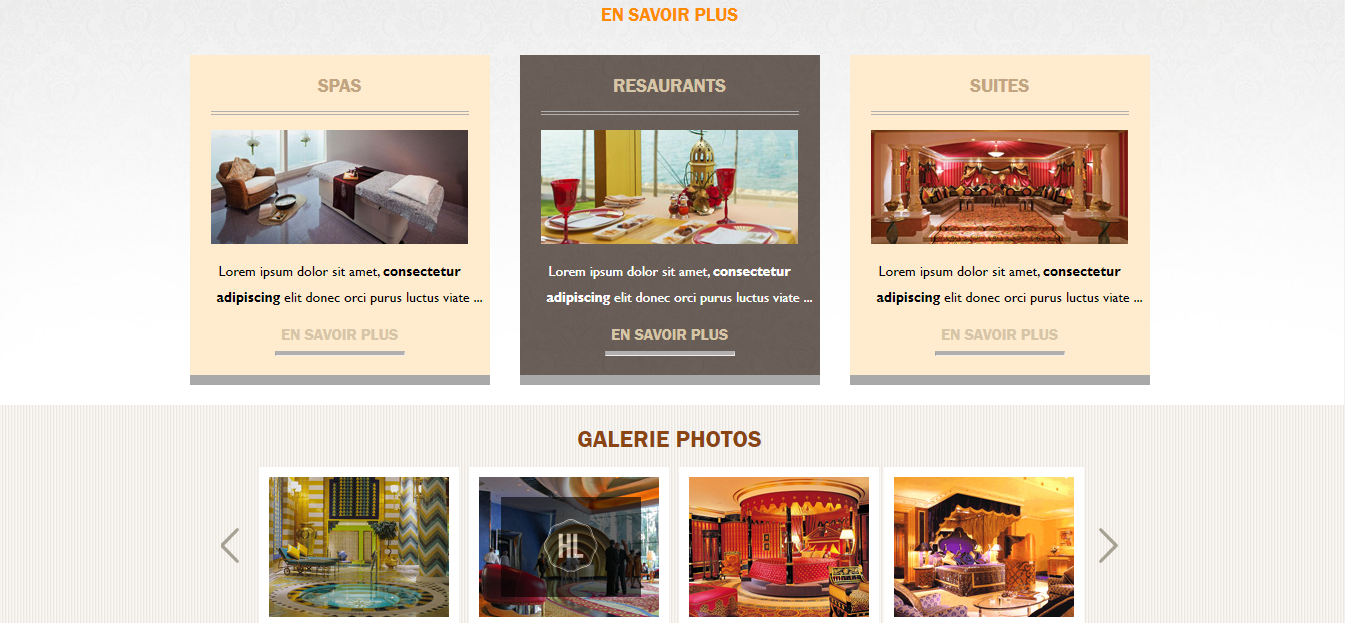 EN SAVOIR PLUS
SPAS
Lorem ipsum dolor sit amet, consectetur
adipiscing elit donec orci purus luctus viate ...
EN SAVOIR PLUS
RESAURANTS
Lorem ipsum dolor sit amet, consectetur
adipiscing elit donec orci purus luctus viate ...
EN SAVOIR PLUS
SUITES
Lorem ipsum dolor sit amet, consectetur
adipiscing elit donec orci purus luctus viate ...
EN SAVOIR PLUS
GALERIE PHOTOS
HL